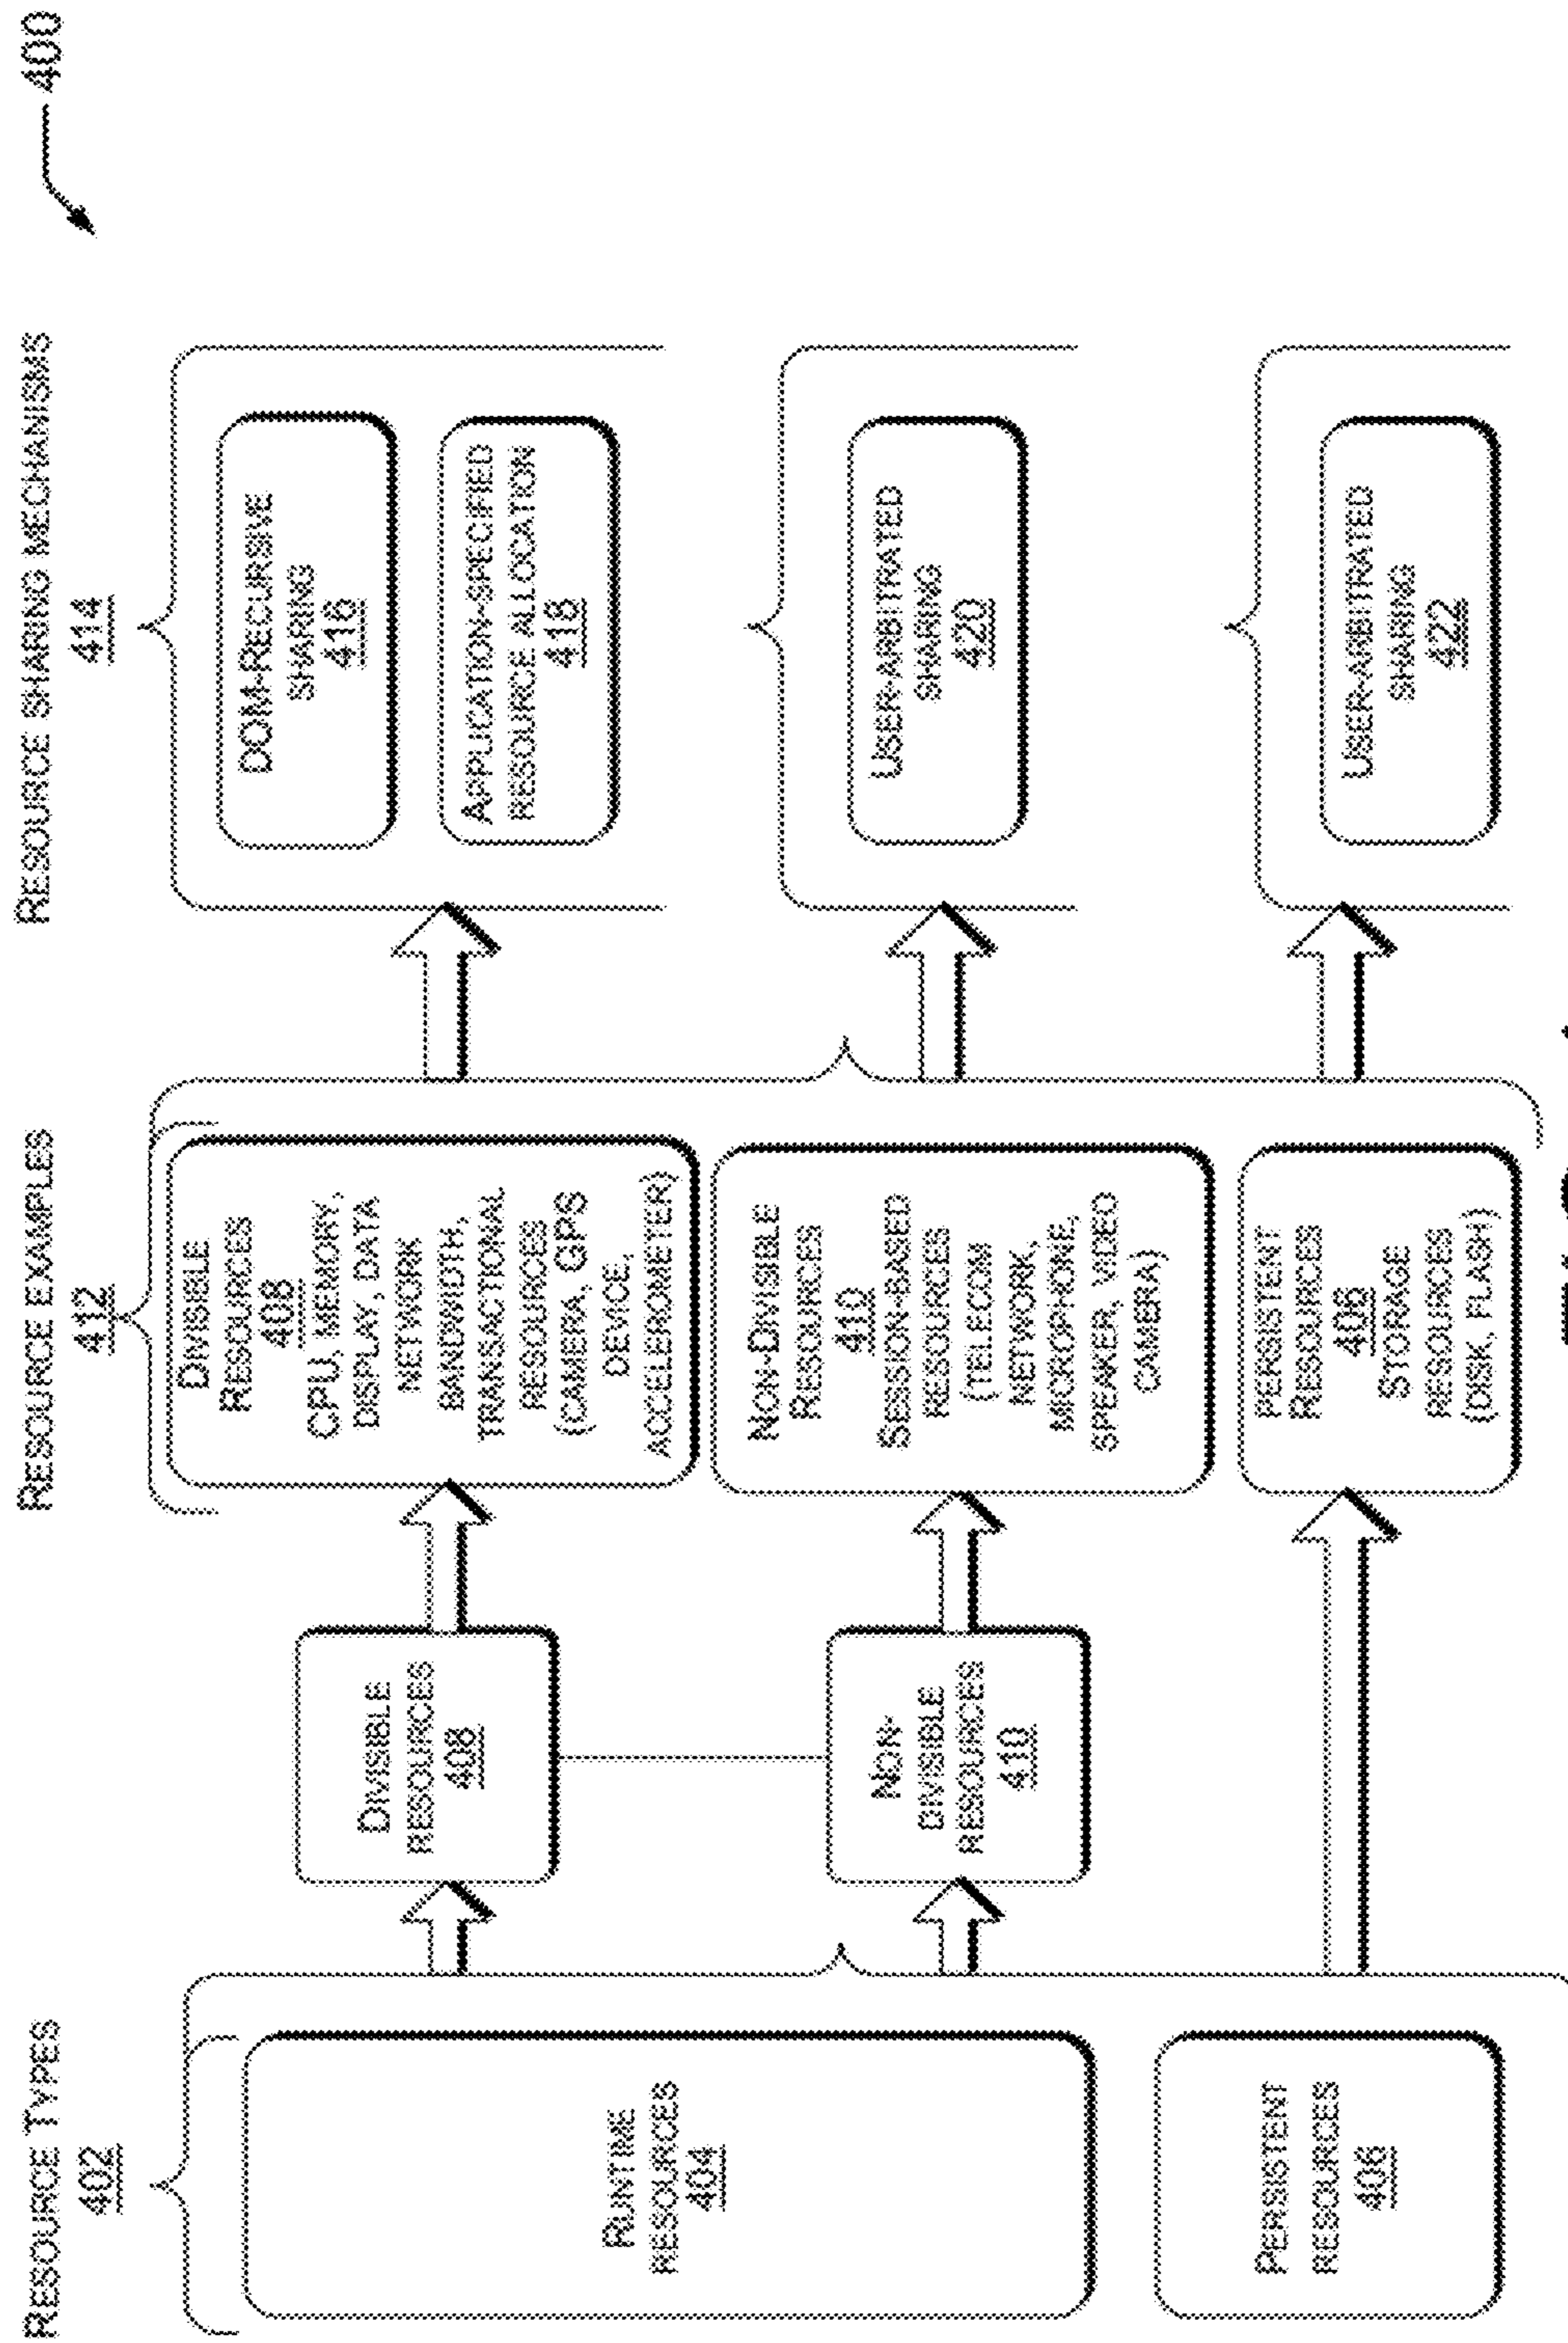 400
RESOURCE TYPES
402
RUNTIME
RESOURCES
404
PERSISTENT
RESOURCES
406
DIVISIBLE
RESOURCES
408
NON-
DIVISIBLE
RESOURCES
410
RESOURCE EXAMPLES
412
DIVISIBLE
RESOURCES
408
CPU, MEMORY,
DISPLAY, DATA
NETWORK
BANDWIDTH,
TRANSACTIONAL
RESOURCES
(CAMERA, GPS
DEVICE,
ACCELEROMETER)
NON-DIVISIBLE
RESOURCES
410
SESSION-BASED
RESOURCES
(TELECOM
NETWORK,
MICROPHONE,
SPEAKER, VIDEO
CAMERA)
PERSISTENT
RESOURCES
406
STORAGE
RESOURCES
(DISK, FLASH)
RESOURCE SHARING MECHANISMS
414
DOM-RECURSIVE
SHARING
416
APPLICATION-SPECIFIED
RESOURCE ALLOCATION
418
USER-ARBITRATED
SHARING
420
USER-ARBITRATED
SHARING
422